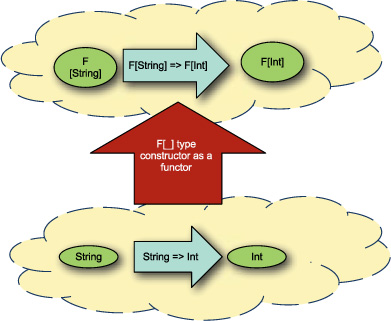 F
[String]
F[String] => F[Int]
F[Int]
F[_] type
constructor as a
functor
String
String => Int
Int